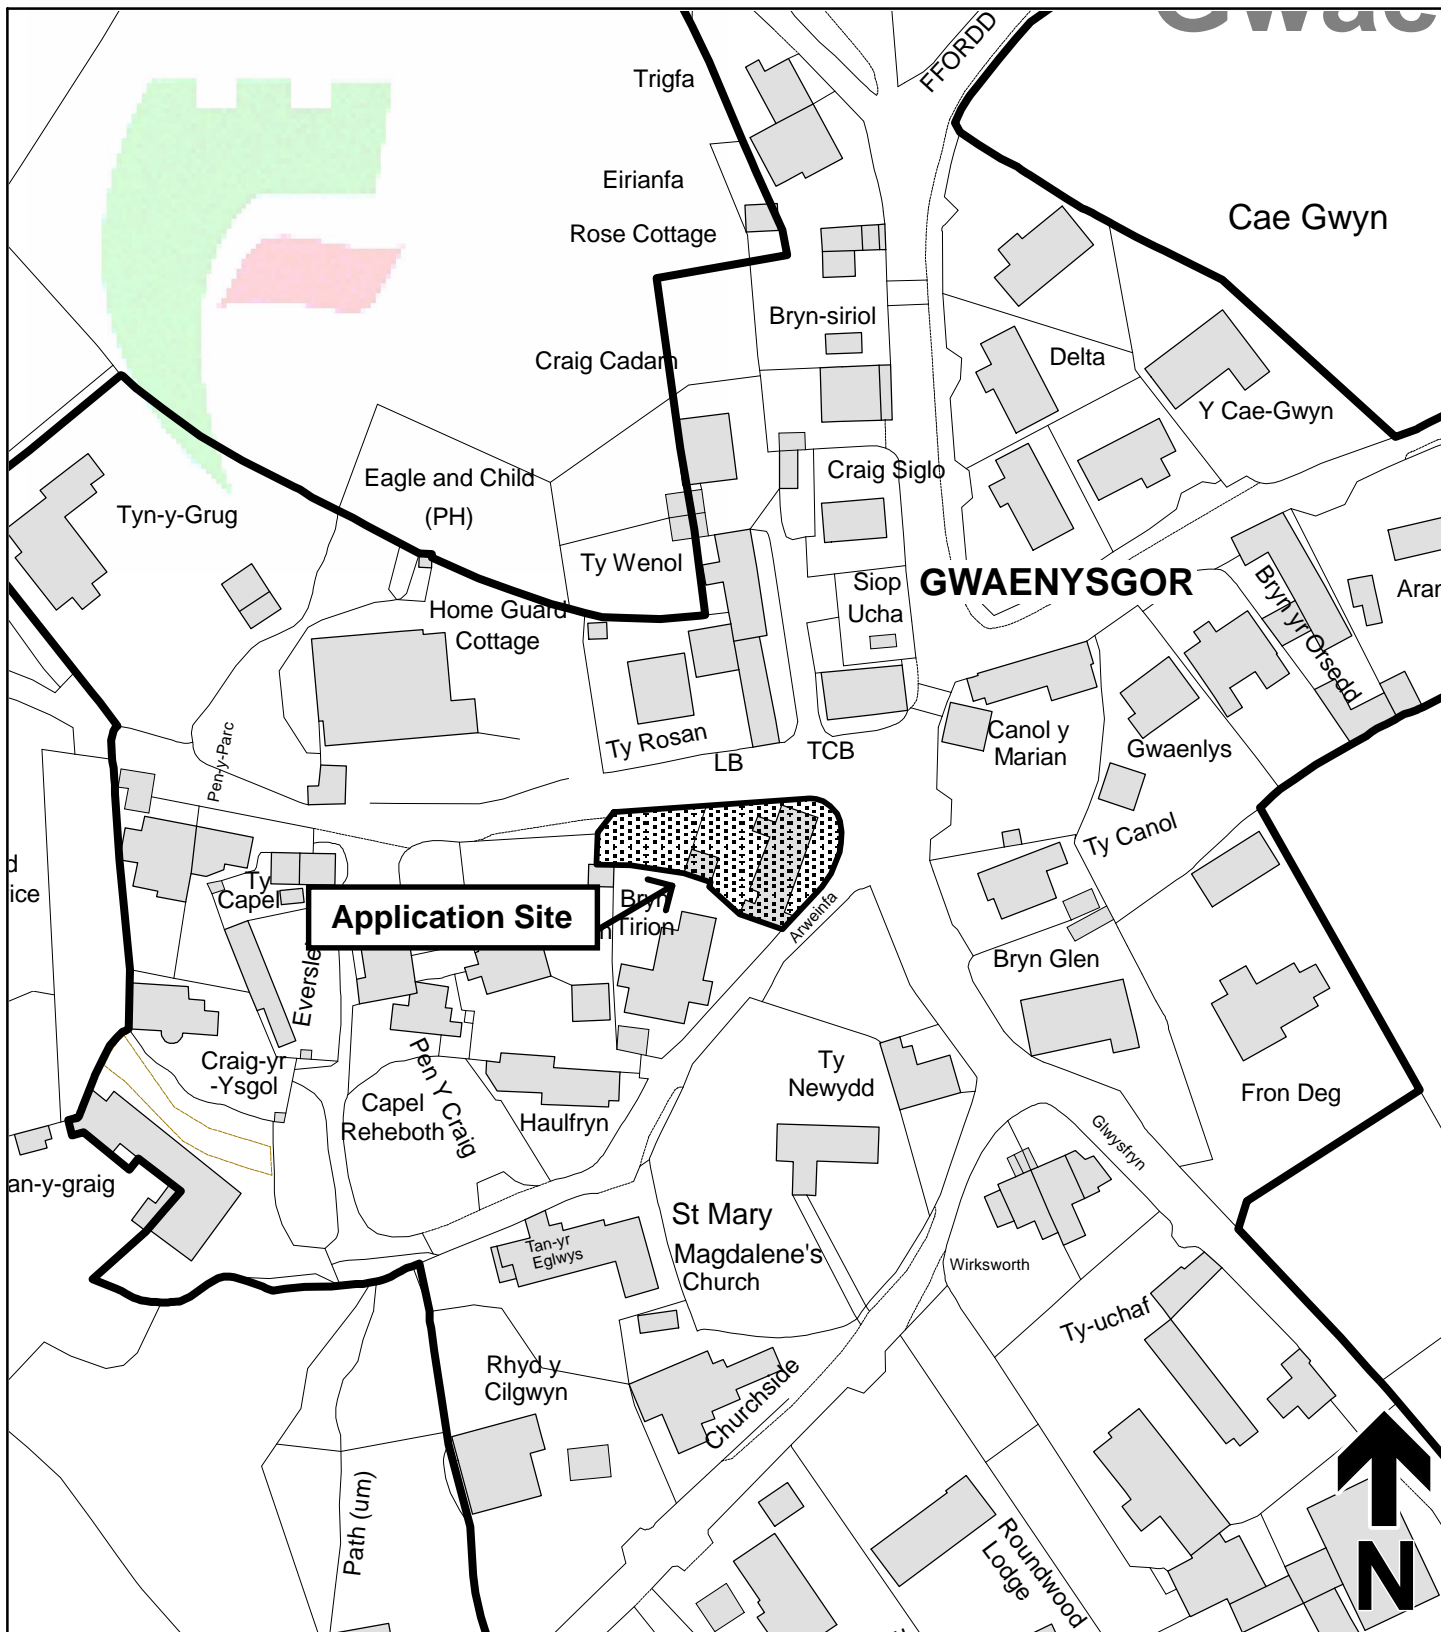 FFORDD
Trigfa
Eirianfa
Rose Cottage
Cae Gwyn
Bryn-siriol
Craig Cadarn
Delta
Y Cae-Gwyn
Eagle and Child
(PH)
Craig Siglo
Tyn-y-Grug
Ty Wenol
GWAENYSGOR
Siop
Ucha
Home Guard
Cottage
Bryn yr Orsedd
Ty Rosan
LB
TCB
Canol y
Marian
Gwaenlys
Pen-y-Parc
Ty Canol
Ty
Capel
Application Site
Bryn
Tirion
Arweinfa
Bryn Glen
Craig-yr
-Ysgol
Pen Y Craig
Capel
Reheboth
Haulfryn
Ty
Newydd
Fron Deg
Glwysfryn
St Mary
Magdalene's
Church
Tan-yr
Eglwys
Wirksworth
Ty-uchaf
Rhyd y
Cilgwyn
Churchside
Path (um)
Roundwood
Lodge
N